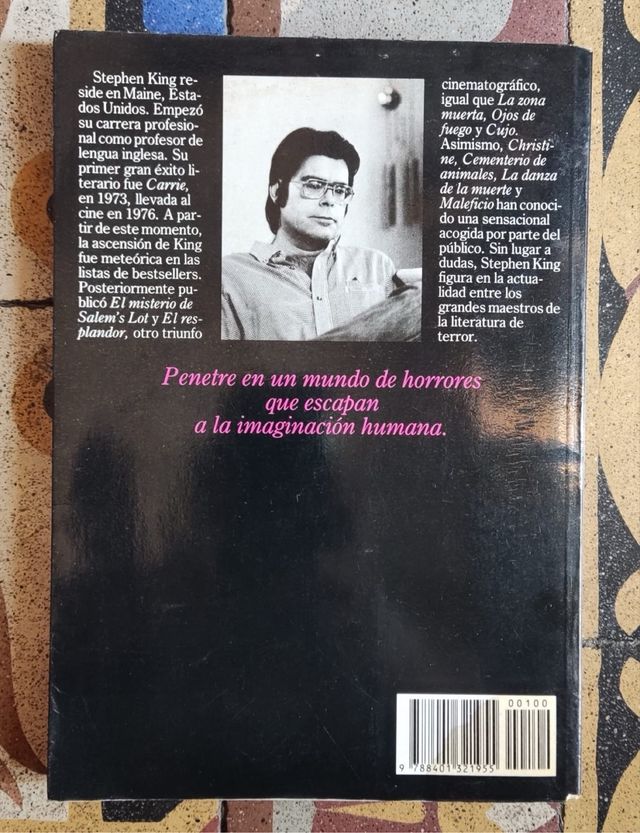 Stephen King re-
side en Maine, Esta-
dos Unidos. Empezó
su carrera profesio-
nal como profesor de
lengua inglesa. Su
primer gran éxito li-
terario fue Carrie,
en 1973, llevada al
cine en 1976. A par-
tir de este momento,
la ascensión de King
fue meteórica en las
listas de bestsellers.
Posteriormente pu-
blicó El misterio de
Salem's Lot y El res-
plandor, otro triunfo
cinematográfico,
igual que La zona
muerta, Ojos de
fuego y Cujo.
Asimismo, Christi-
ne, Cementerio de
animales, La danza
de la muerte y
Maleficio han conoci-
do una sensacional
acogida por parte del
público. Sin lugar a
dudas, Stephen King
figura en la actua-
lidad entre los
grandes maestros de
la literatura de
terror.
Penetre en un mundo de horrores
que escapan
a la imaginación humana.
00100
9 788401 321955